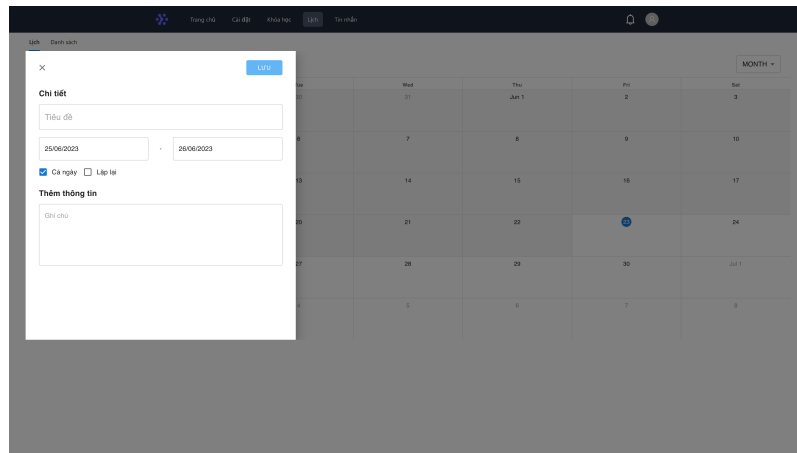 Trang chủ Cài đặt Khóa học Lịch Tin nhắn
Lịch Danh sách
× LƯU
MONTH
Chi tiết
Tiêu đề
25/06/2023 - 26/06/2023
Cả ngày Lặp lại
Thêm thông tin
Ghi chú
Tue Wed Thu Fri Sat
30 31 Jun 1 2 3
6 7 8 9 10
13 14 15 16 17
20 21 22 23 24
27 28 29 30 Jul 1
4 5 6 7 8